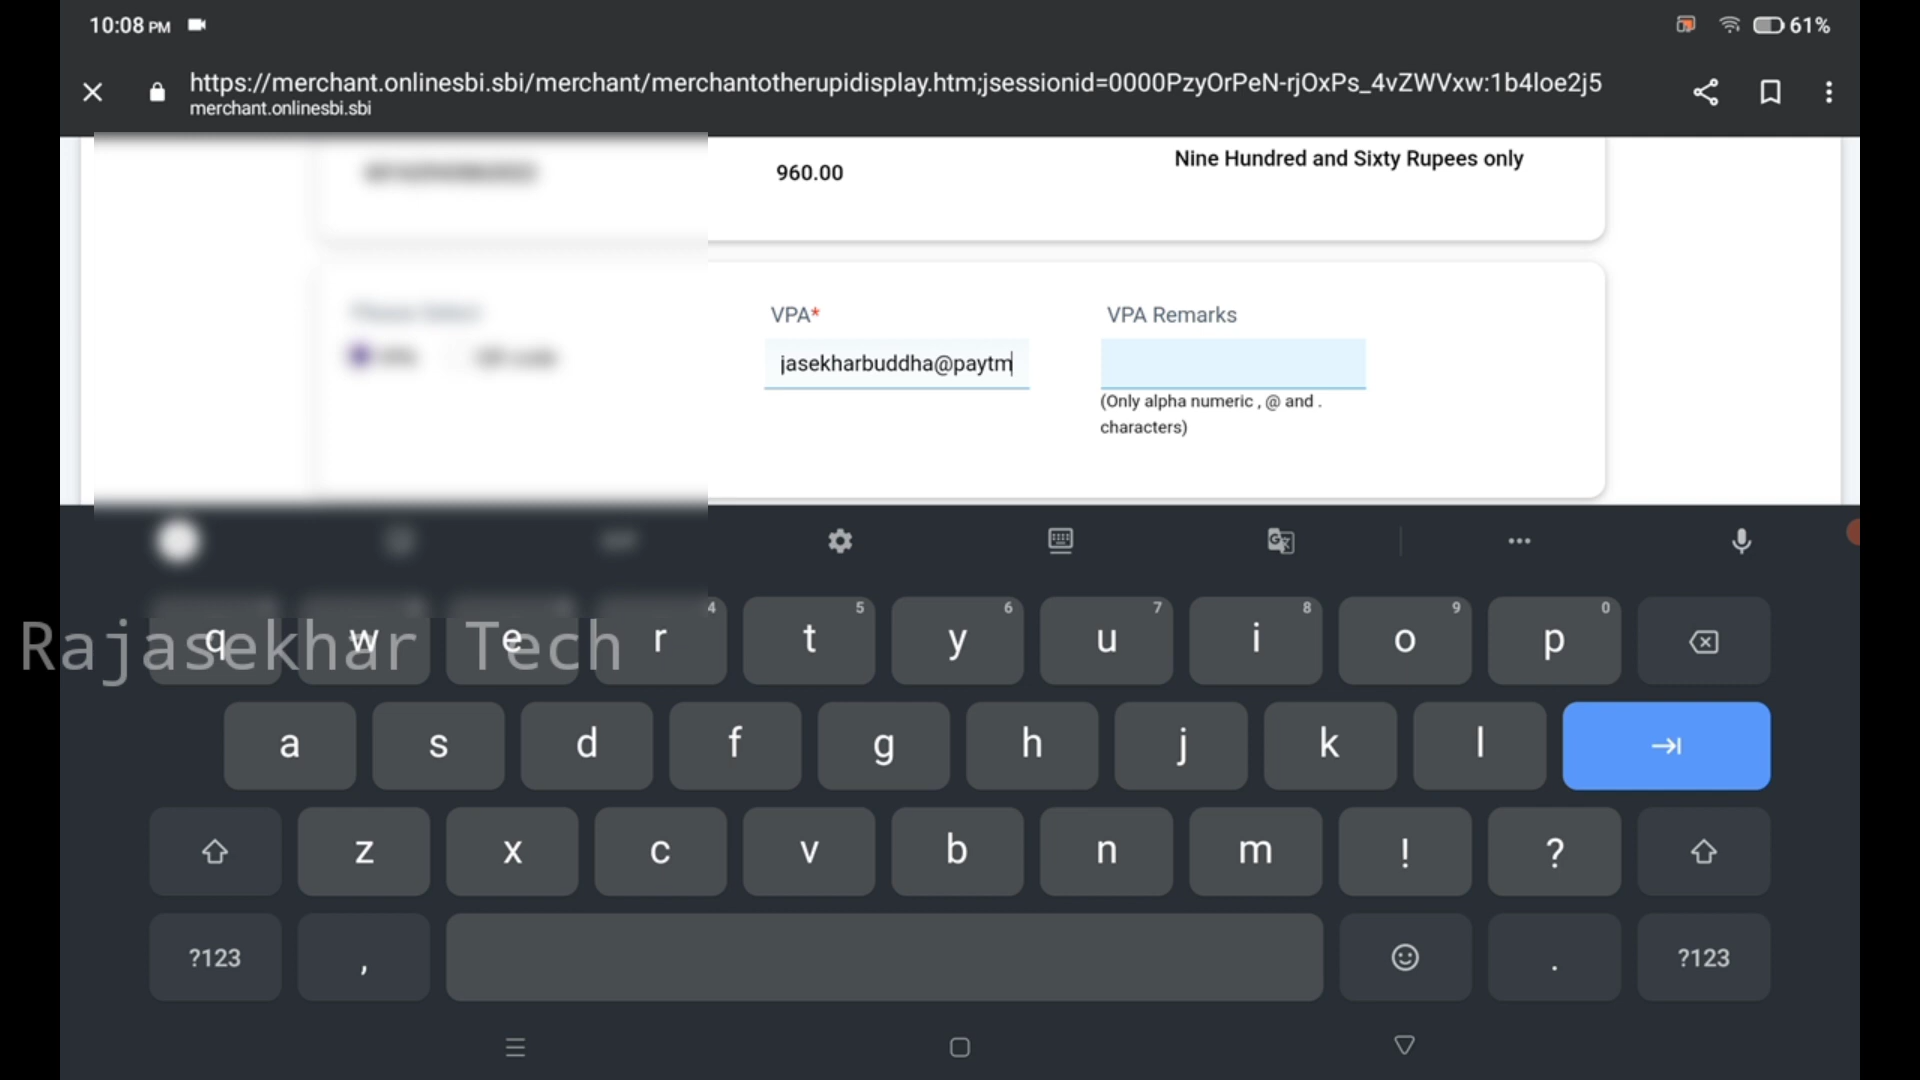 10:08 PM
61%
https://merchant.onlinesbi.sbi/merchant/merchantotherupidisplay.htm;jsessionid=0000PzyOrPeN-rjOxPs_4vZWVxw:1b4loe2j5
merchant.onlinesbi.sbi
960.00
Nine Hundred and Sixty Rupees only
VPA*
VPA Remarks
jasekharbuddha@paytm
(Only alpha numeric , @ and .
characters)
4 5 6 7 8 9 0
q w e r t y u i o p
Rajasekhar Tech
a s d f g h j k l
z x c v b n m ! ?
?123 , . ?123